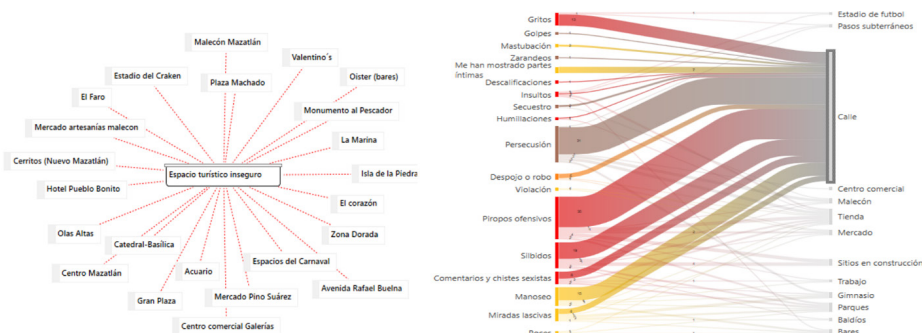 Malecón Mazatlán
Valentino´s
Estadio del Craken
Plaza Machado
Oister (bares)
El Faro
Monumento al Pescador
Mercado artesanías malecon
La Marina
Cerritos (Nuevo Mazatlán)
Espacio turístico inseguro
Isla de la Piedra
Hotel Pueblo Bonito
El corazón
Olas Altas
Zona Dorada
Catedral-Basílica
Espacios del Carnaval
Centro Mazatlán
Acuario
Avenida Rafael Buelna
Gran Plaza
Mercado Pino Suárez
Centro comercial Galerías
Gritos
Golpes
Mastubación
Zarandeos
Me han mostrado partes
íntimas
Descalificaciones
Insultos
Secuestro
Humillaciones
Persecusión
Despojo o robo
Violación
Piropos ofensivos
Silbidos
Comentarios y chistes sexistas
Manoseo
Miradas lascivas
Estadio de futbol
Pasos subterráneos
Calle
Centro comercial
Malecón
Tienda
Mercado
Sitios en construcción
Trabajo
Gimnasio
Parques
Baldíos
Bares